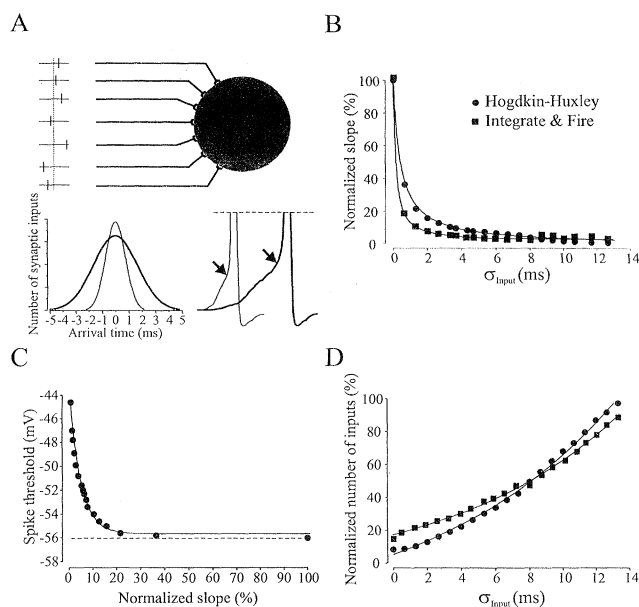 A
Number of synaptic inputs
-5 -4 -3 -2 -1 0 1 2 3 4 5
Arrival time (ms)
B
Normalized slope (%)
100
80
60
40
20
0
Hogdkin-Huxley
Integrate & Fire
0 2 4 6 8 10 12 14
σInput (ms)
C
Spike threshold (mV)
-44
-46
-48
-50
-52
-54
-56
-58
0 10 20 30 40 50 60 70 80 90 100
Normalized slope (%)
D
Normalized number of inputs (%)
100
80
60
40
20
0
0 2 4 6 8 10 12 14
σInput (ms)